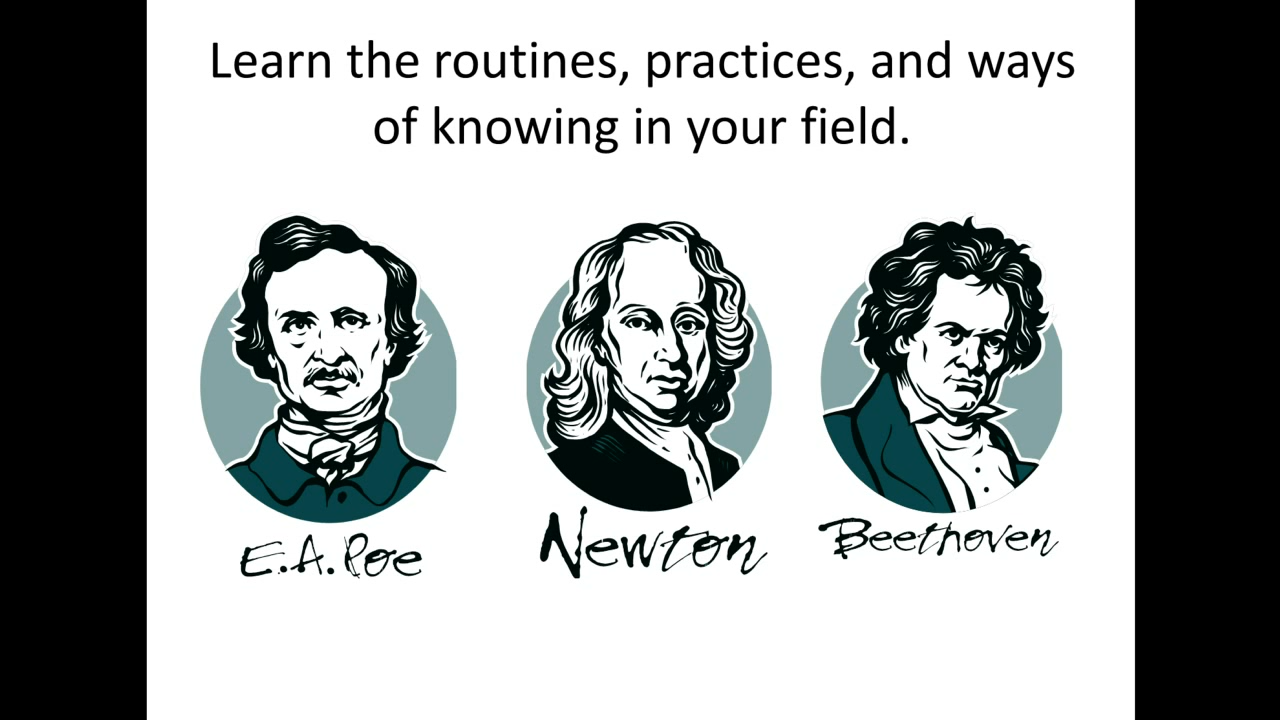 Learn the routines, practices, and ways
of knowing in your field.
E.A. Poe
Newton
Beethoven